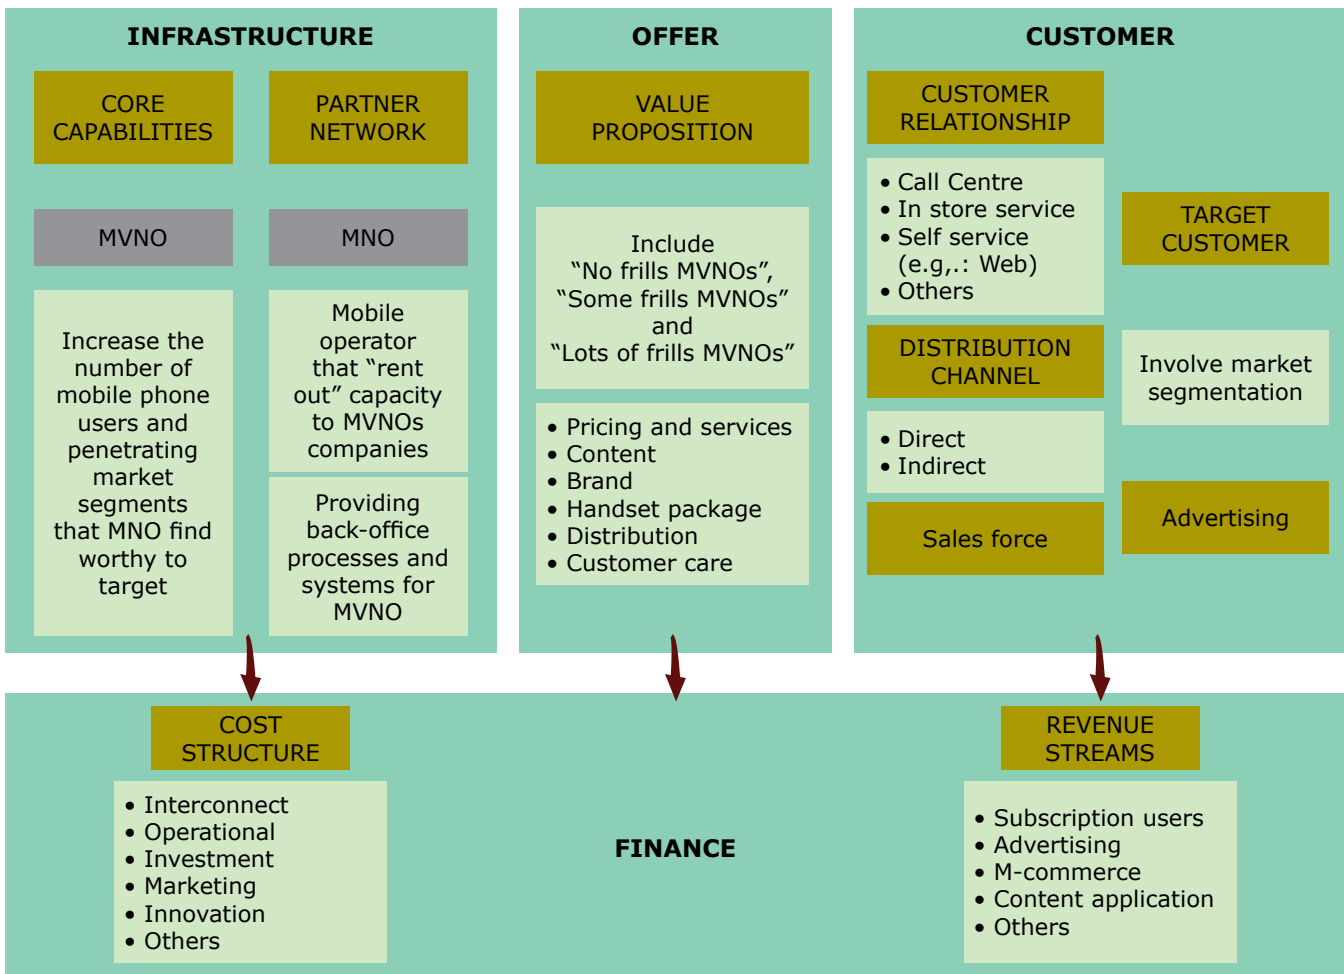 INFRASTRUCTURE
CORE
CAPABILITIES
PARTNER
NETWORK
MVNO
MNO
Increase the
number of
mobile phone
users and
penetrating
market
segments
that MNO find
worthy to
target
Mobile
operator
that “rent
out” capacity
to MVNOs
companies
Providing
back-office
processes and
systems for
MVNO
OFFER
VALUE
PROPOSITION
Include
“No frills MVNOs”,
“Some frills MVNOs”
and
“Lots of frills MVNOs”
• Pricing and services
• Content
• Brand
• Handset package
• Distribution
• Customer care
CUSTOMER
CUSTOMER
RELATIONSHIP
• Call Centre
• In store service
• Self service
(e.g,.: Web)
• Others
DISTRIBUTION
CHANNEL
• Direct
• Indirect
Sales force
TARGET
CUSTOMER
Involve market
segmentation
Advertising
COST
STRUCTURE
• Interconnect
• Operational
• Investment
• Marketing
• Innovation
• Others
FINANCE
REVENUE
STREAMS
• Subscription users
• Advertising
• M-commerce
• Content application
• Others